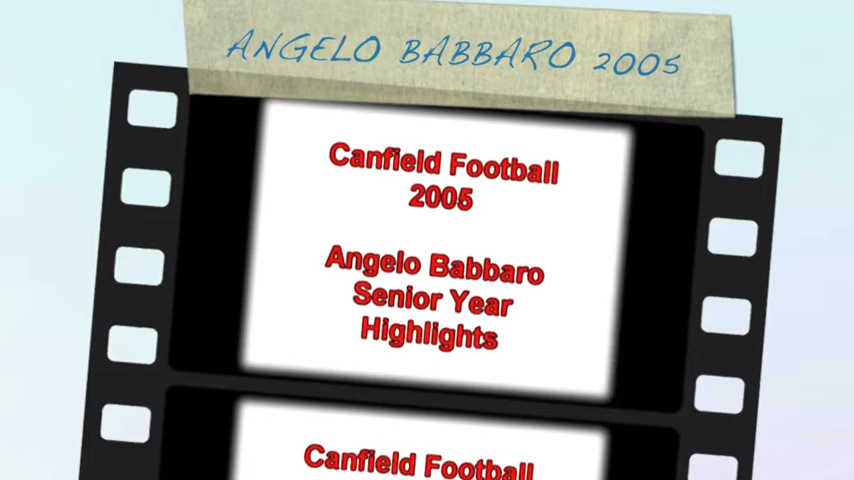 ANGELO BABBARO 2005
Canfield Football
2005
Angelo Babbaro
Senior Year
Highlights
Canfield Football